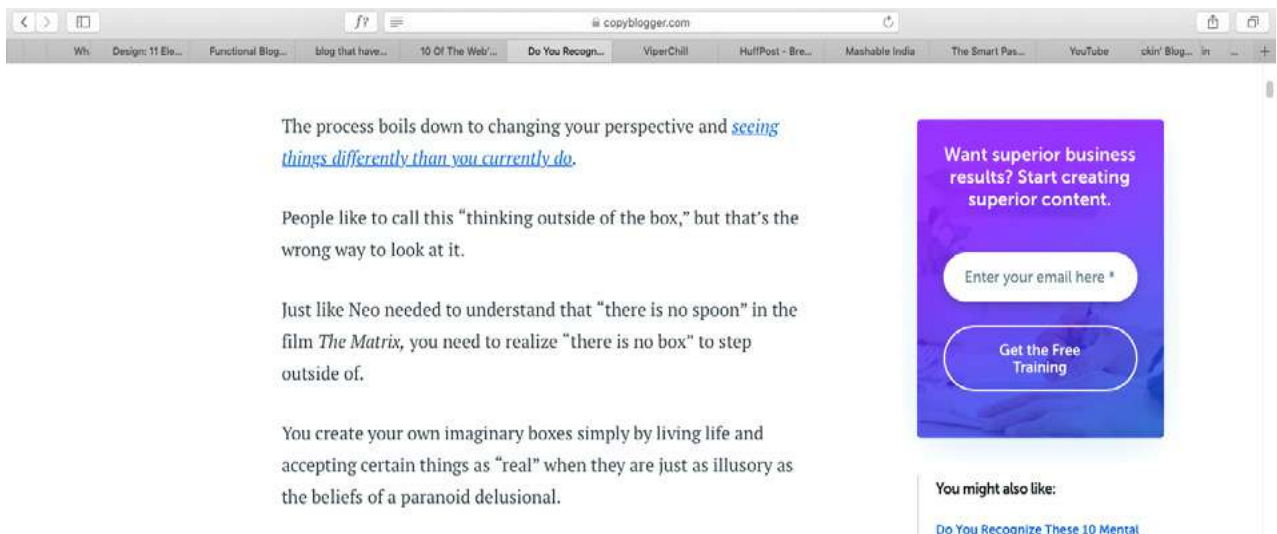 copyblogger.com
Wh Design: 11 Ele... Functional Blog... blog that have... 10 Of The Web'... Do You Recogn... ViperChill HuffPost - Bre... Mashable India The Smart Pas... YouTube ckin' Blog... in ...
The process boils down to changing your perspective and seeing
things differently than you currently do.
People like to call this “thinking outside of the box,” but that’s the
wrong way to look at it.
Just like Neo needed to understand that “there is no spoon” in the
film The Matrix, you need to realize “there is no box” to step
outside of.
You create your own imaginary boxes simply by living life and
accepting certain things as “real” when they are just as illusory as
the beliefs of a paranoid delusional.
Want superior business
results? Start creating
superior content.
Enter your email here *
Get the Free
Training
You might also like:
Do You Recognize These 10 Mental